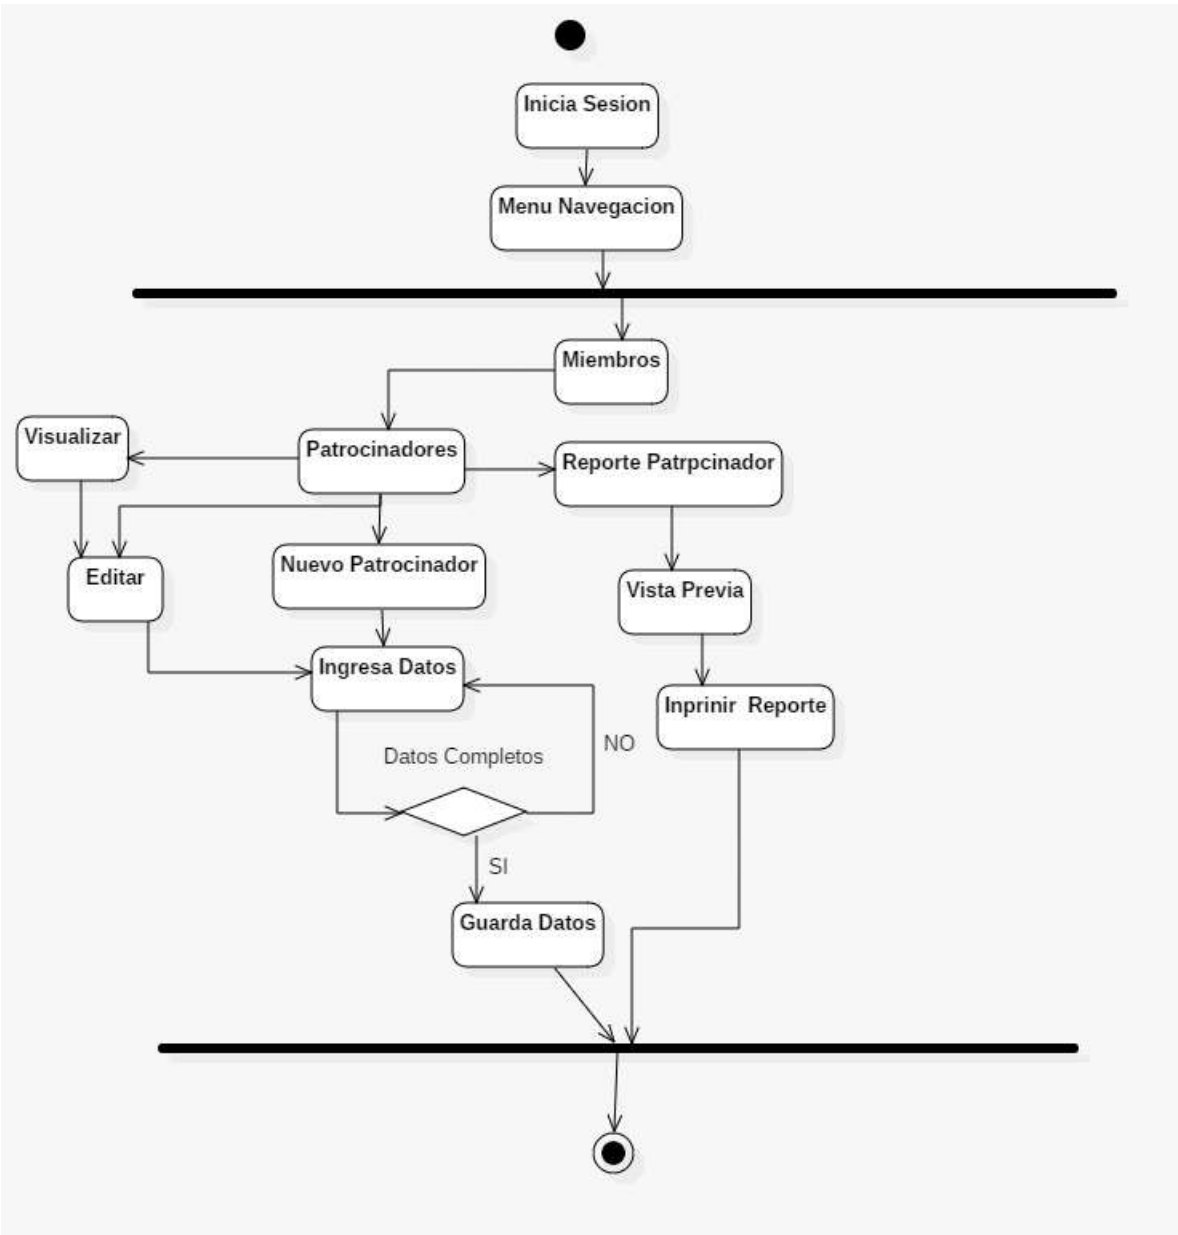 Inicia Sesion
Menu Navegacion
Miembros
Visualizar
Patrocinadores
Reporte Patrpcinador
Editar
Nuevo Patrocinador
Vista Previa
Ingresa Datos
Inprinir  Reporte
NO
Datos Completos
SI
Guarda Datos